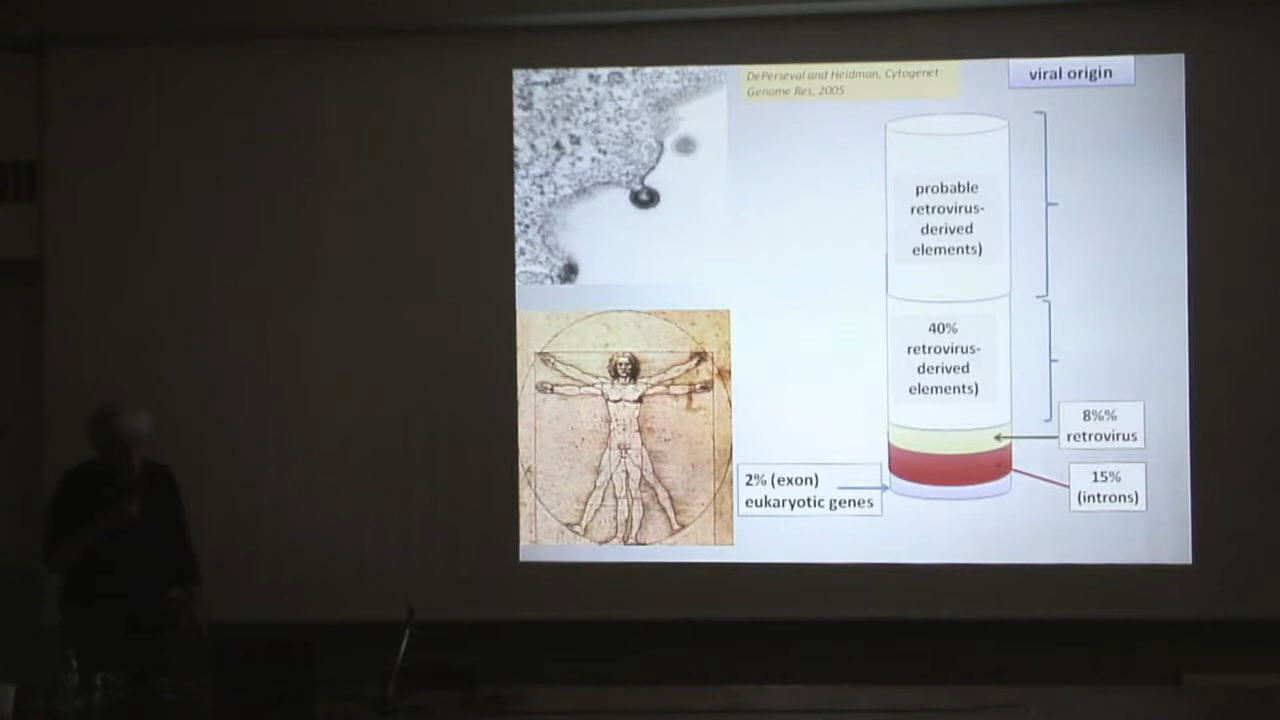 DePerseval and Heidman, Cytogenet
Genome Res, 2005
viral origin
probable
retrovirus-
derived
elements)
40%
retrovirus-
derived
elements)
8%%
retrovirus
15%
(introns)
2% (exon)
eukaryotic genes